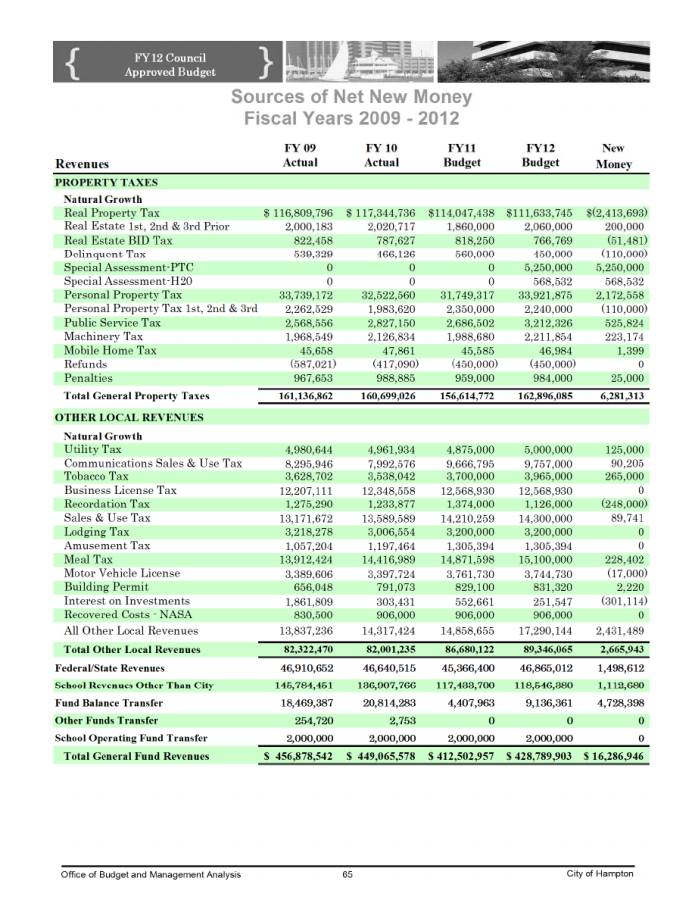 { FY12 Council }
Approved Budget
Sources of Net New Money
Fiscal Years 2009 - 2012
FY 09 FY 10 FY11 FY12 New
Revenues Actual Actual Budget Budget Money
PROPERTY TAXES
Natural Growth
Real Property Tax $ 116,809,796 $ 117,344,736 $114,047,438 $111,633,745 $(2,413,693)
Real Estate 1st, 2nd & 3rd Prior 2,000,183 2,020,717 1,860,000 2,060,000 200,000
Real Estate BID Tax 822,458 787,627 818,250 766,769 (51,481)
Delinquent Tax 539,329 466,126 560,000 450,000 (110,000)
Special Assessment-PTC 0 0 0 5,250,000 5,250,000
Special Assessment-H20 0 0 0 568,532 568,532
Personal Property Tax 33,739,172 32,522,560 31,749,317 33,921,875 2,172,558
Personal Property Tax 1st, 2nd & 3rd 2,262,529 1,983,620 2,350,000 2,240,000 (110,000)
Public Service Tax 2,568,556 2,827,150 2,686,502 3,212,326 525,824
Machinery Tax 1,968,549 2,126,834 1,988,680 2,211,854 223,174
Mobile Home Tax 45,658 47,861 45,585 46,984 1,399
Refunds (587,021) (417,090) (450,000) (450,000) 0
Penalties 967,653 988,885 959,000 984,000 25,000
Total General Property Taxes 161,136,862 160,699,026 156,614,772 162,896,085 6,281,313
OTHER LOCAL REVENUES
Natural Growth
Utility Tax 4,980,644 4,961,934 4,875,000 5,000,000 125,000
Communications Sales & Use Tax 8,295,946 7,992,576 9,666,795 9,757,000 90,205
Tobacco Tax 3,628,702 3,538,042 3,700,000 3,965,000 265,000
Business License Tax 12,207,111 12,348,558 12,568,930 12,568,930 0
Recordation Tax 1,275,290 1,233,877 1,374,000 1,126,000 (248,000)
Sales & Use Tax 13,171,672 13,589,589 14,210,259 14,300,000 89,741
Lodging Tax 3,218,278 3,006,554 3,200,000 3,200,000 0
Amusement Tax 1,057,204 1,197,464 1,305,394 1,305,394 0
Meal Tax 13,912,424 14,416,989 14,871,598 15,100,000 228,402
Motor Vehicle License 3,389,606 3,397,724 3,761,730 3,744,730 (17,000)
Building Permit 656,048 791,073 829,100 831,320 2,220
Interest on Investments 1,861,809 303,431 552,661 251,547 (301,114)
Recovered Costs - NASA 830,500 906,000 906,000 906,000 0
All Other Local Revenues 13,837,236 14,317,424 14,858,655 17,290,144 2,431,489
Total Other Local Revenues 82,322,470 82,001,235 86,680,122 89,346,065 2,665,943
Federal/State Revenues 46,910,652 46,640,515 45,366,400 46,865,012 1,498,612
School Revenues Other Than City 145,784,451 136,907,766 117,433,700 118,546,380 1,112,680
Fund Balance Transfer 18,469,387 20,814,283 4,407,963 9,136,361 4,728,398
Other Funds Transfer 254,720 2,753 0 0 0
School Operating Fund Transfer 2,000,000 2,000,000 2,000,000 2,000,000 0
Total General Fund Revenues $ 456,878,542 $ 449,065,578 $ 412,502,957 $ 428,789,903 $ 16,286,946
Office of Budget and Management Analysis 65 City of Hampton